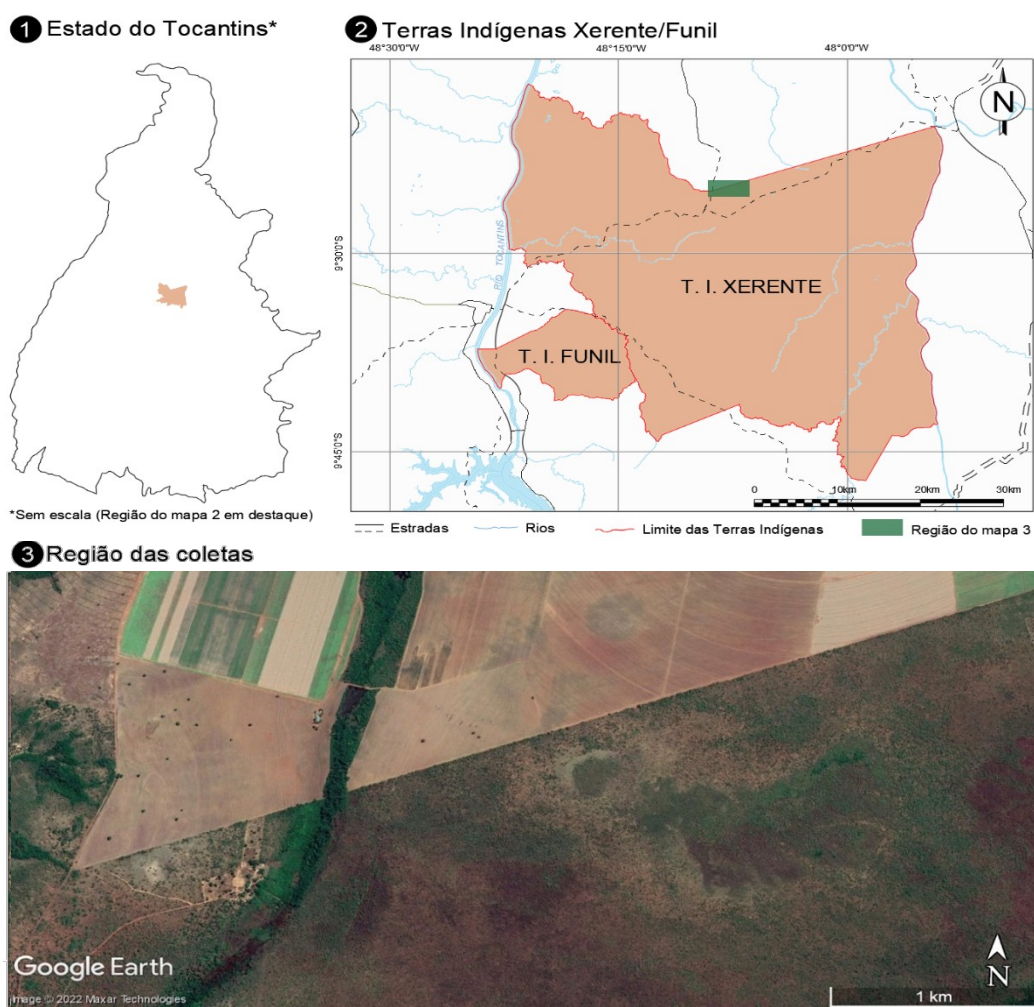 1 Estado do Tocantins*
2 Terras Indígenas Xerente/Funil
48°30'0"W 48°15'0"W 48°0'0"W
N
RIO TOCANTINS
9°30'0"S
T. I. XERENTE
T. I. FUNIL
9°45'0"S
0 10km 20km 30km
*Sem escala (Região do mapa 2 em destaque)
Estradas Rios Limite das Terras Indígenas Região do mapa 3
3 Região das coletas
Google Earth
Image © 2022 Maxar Technologies
N
1 km